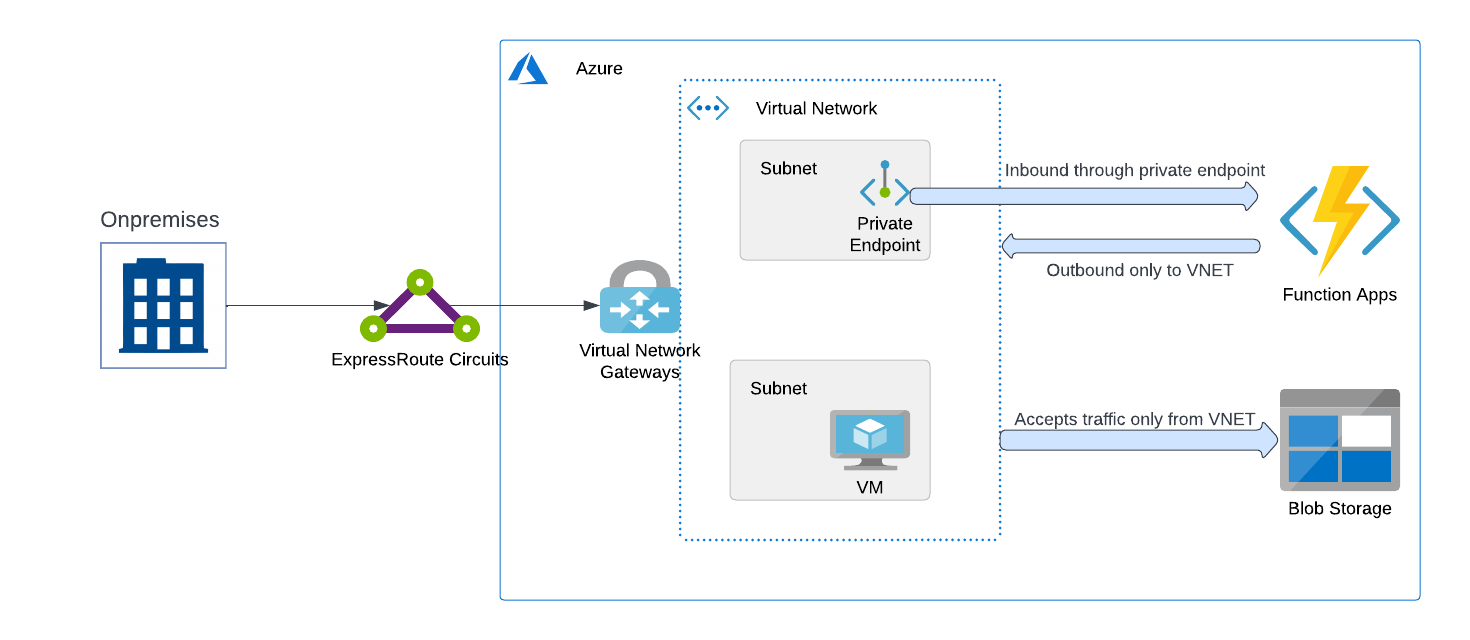 Azure
Virtual Network
Subnet
Private
Endpoint
Inbound through private endpoint
Outbound only to VNET
Function Apps
Onpremises
ExpressRoute Circuits
Virtual Network
Gateways
Subnet
VM
Accepts traffic only from VNET
Blob Storage